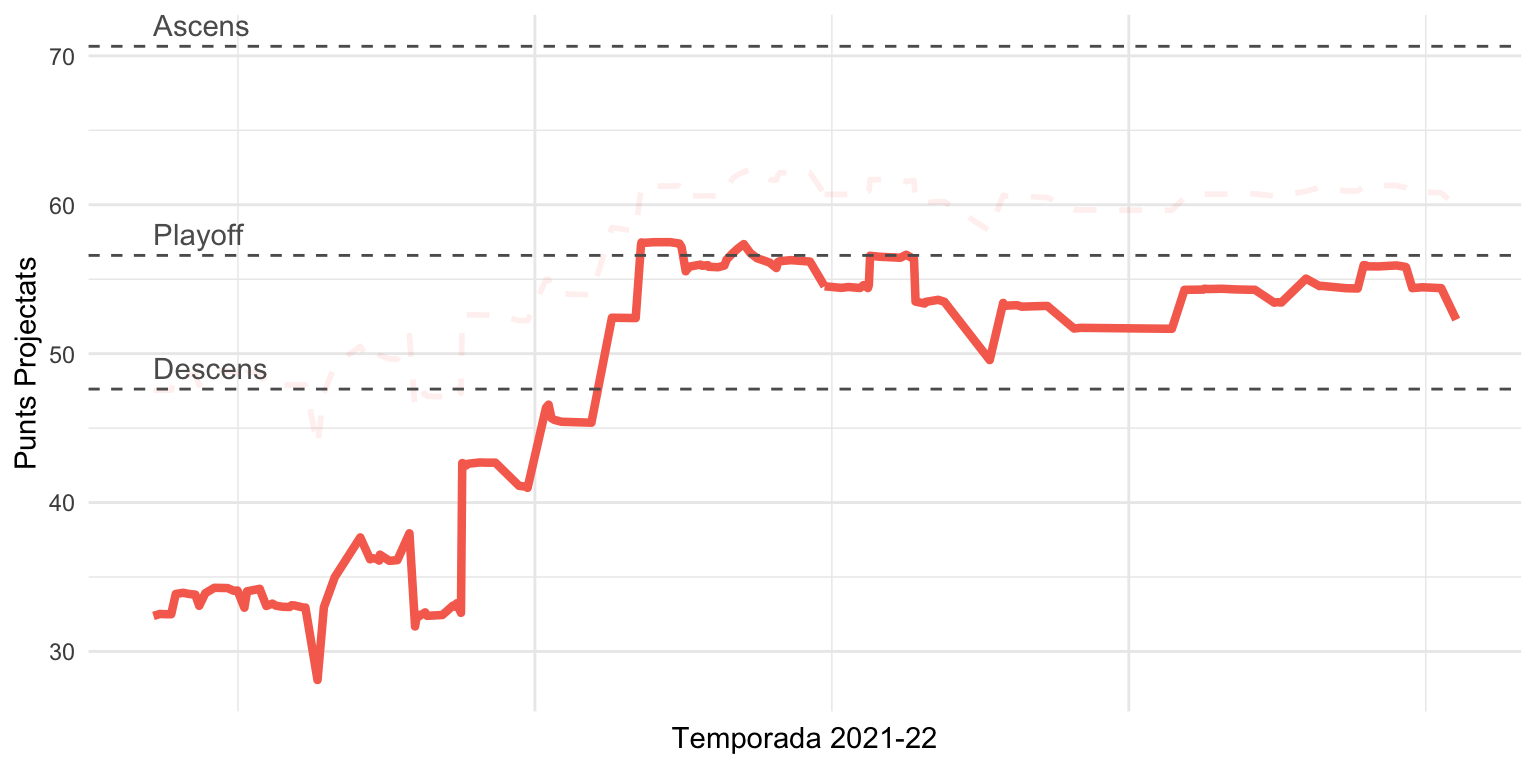 Ascens
70
60
Playoff
50
Descens
40
30
Punts Projectats
Temporada 2021-22